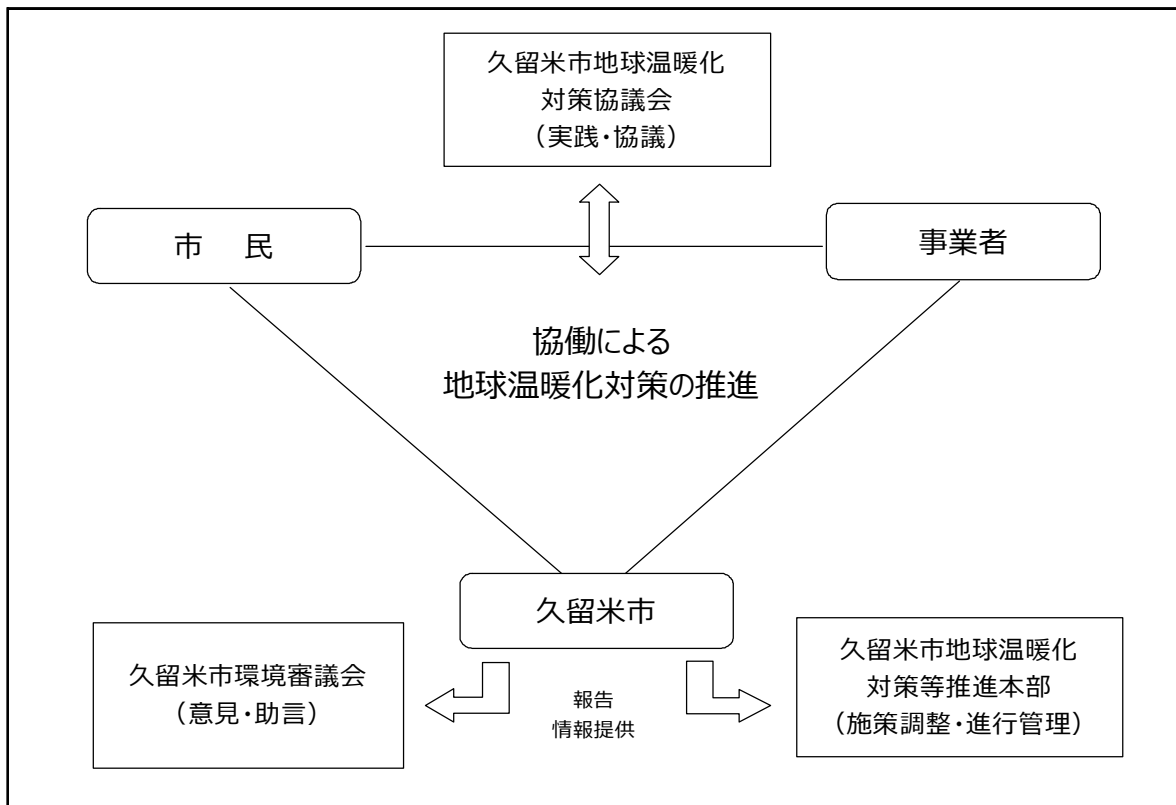 久留米市地球温暖化
対策協議会
（実践・協議）
市　民
事業者
協働による
地球温暖化対策の推進
久留米市
久留米市環境審議会
（意見・助言）
報告
情報提供
久留米市地球温暖化
対策等推進本部
（施策調整・進行管理）